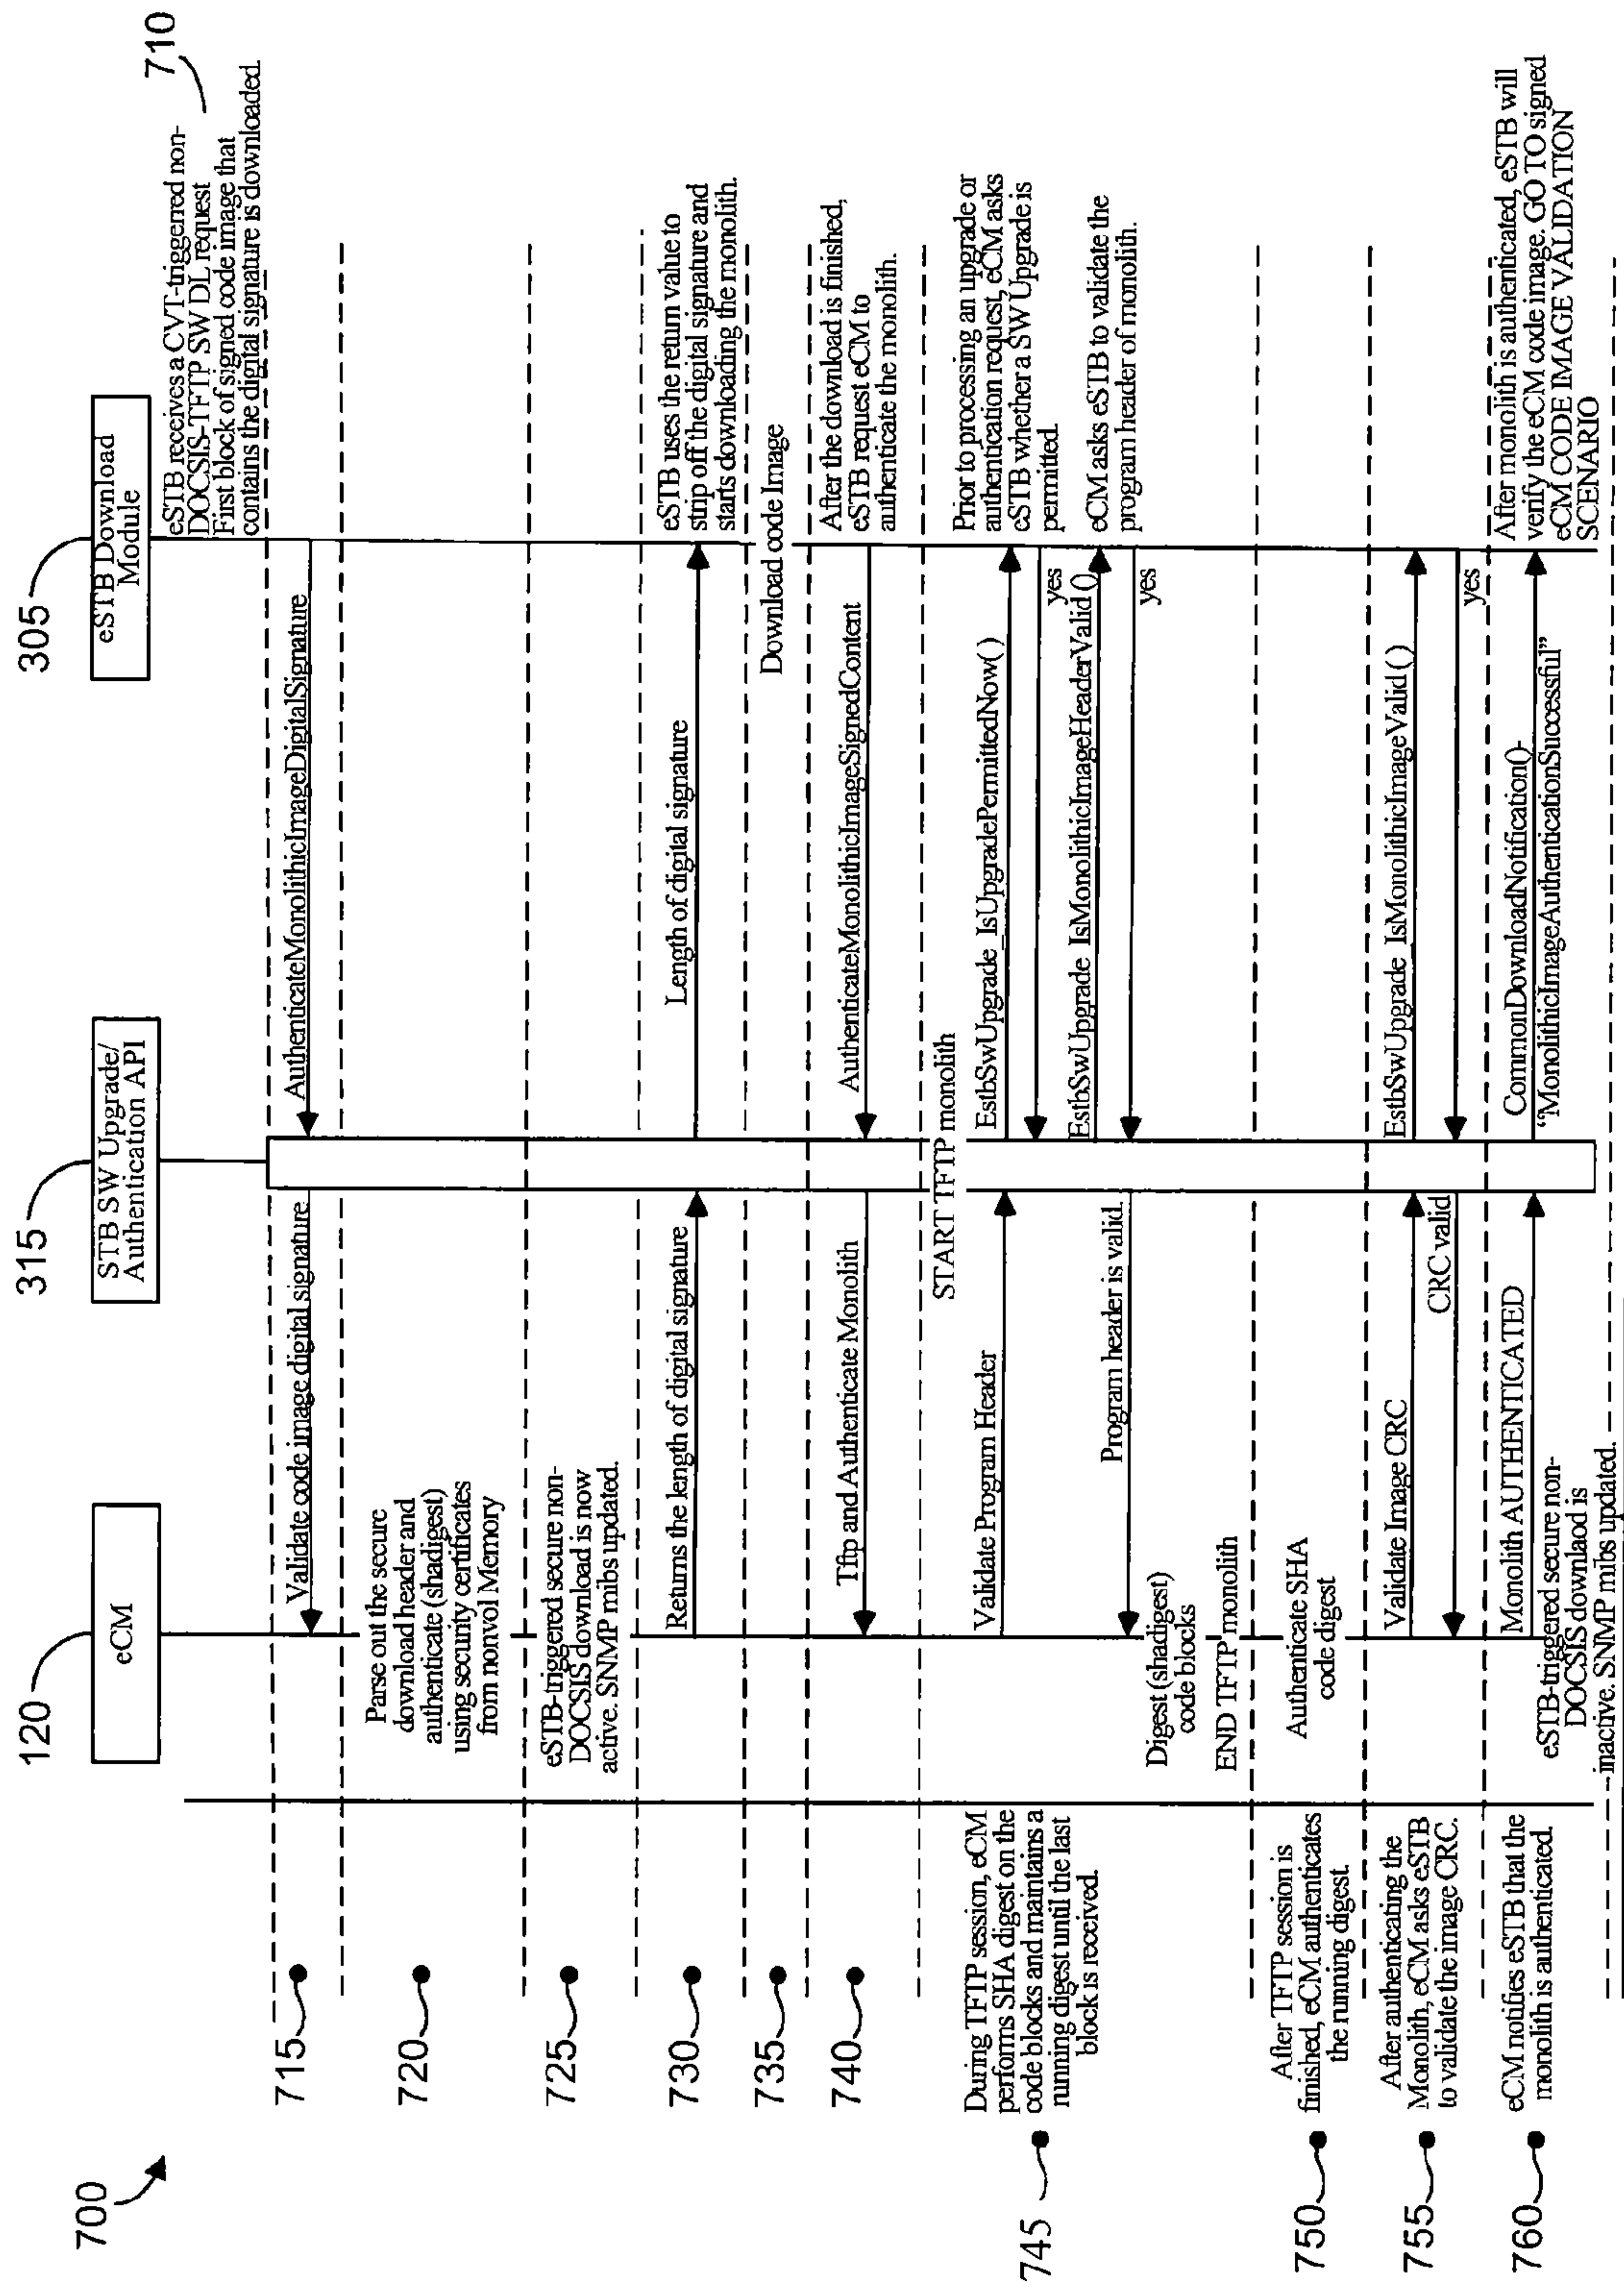 700
120
315
305
eCM
STB SW Upgrade/
Authentication API
eSTB Download
Module
eSTB receives a CVT-triggered non-
DOCSIS-TFTP SW DL request
First block of signed code image that
contains the digital signature is downloaded.
710
715
Validate code image digital signature
AuthenticateMonolithicImageDigitalSignature
720
Parse out the secure
download header and
authenticate (shadigest)
using security certificates
from nonvol Memory
725
eSTB-triggered secure non-
DOCSIS download is now
active. SNMP mibs updated.
730
Returns the length of digital signature
Length of digital signature
eSTB uses the return value to
strip off the digital signature and
starts downloading the monolith.
735
Download code Image
740
Tftp and Authenticate Monolith
AuthenticateMonolithicImageSignedContent
After the download is finished,
eSTB request eCM to
authenticate the monolith.
START TFTP monolith
745
During TFTP session, eCM
performs SHA digest on the
code blocks and maintains a
running digest until the last
block is received.
Validate Program Header
EstbSwUpgrade_IsUpgradePermittedNow( )
yes
Prior to processing an upgrade or
authentication request, eCM asks
eSTB whether a SW Upgrade is
permitted.
EstbSwUpgrade IsMonolithicImageHeaderValid ()
Program header is valid.
yes
eCM asks eSTB to validate the
program header of monolith.
Digest (shadigest)
code blocks
END TFTP monolith
750
After TFTP session is
finished, eCM authenticates
the running digest.
Authenticate SHA
code digest
755
After authenticating the
Monolith, eCM asks eSTB
to validate the image CRC.
Validate Image CRC
EstbSwUpgrade IsMonolithicImageValid ( )
CRC valid
yes
760
eCM notifies eSTB that the
monolith is authenticated.
Monolith AUTHENTICATED
CommonDownloadNotification()-
“MonolithicImageAuthenticationSuccessful”
eSTB-triggered secure non-
DOCSIS downlaod is
inactive. SNMP mibs updated.
After monolith is authenticated, eSTB will
verify the eCM code image. GO TO signed
eCM CODE IMAGE VALIDATION
SCENARIO